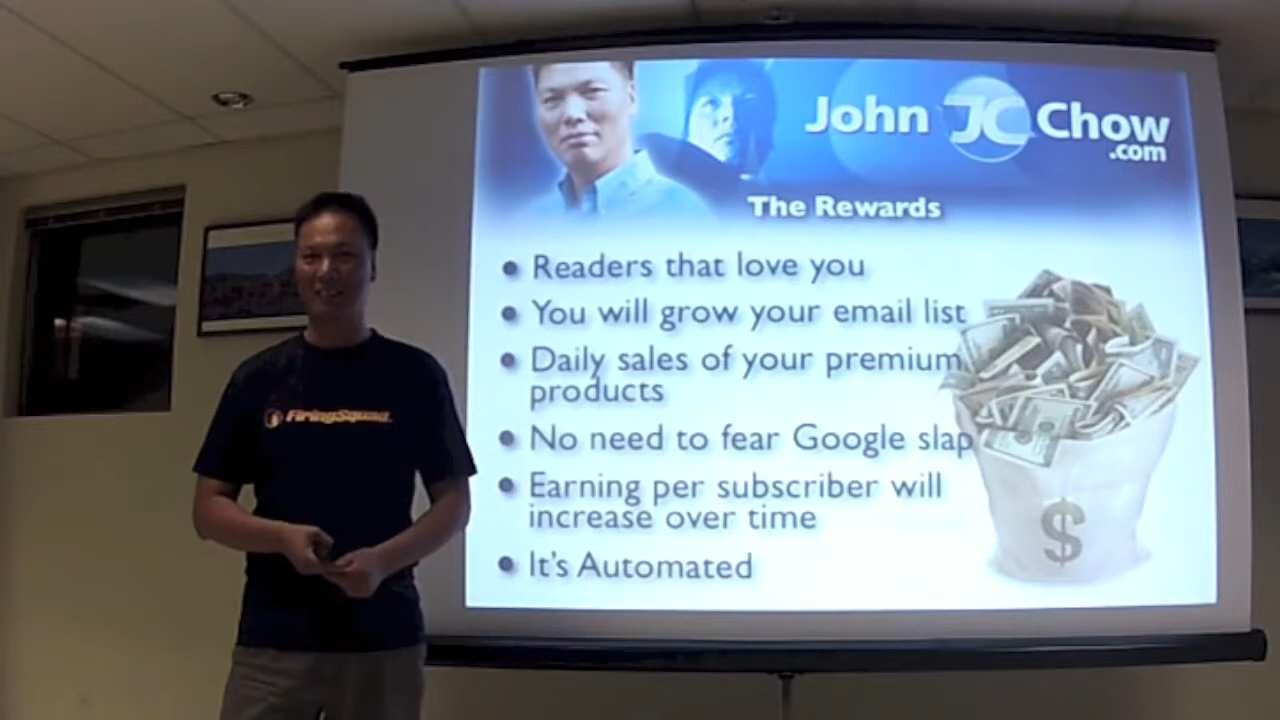 John JC Chow
.com
The Rewards
• Readers that love you
• You will grow your email list
• Daily sales of your premium
products
• No need to fear Google slap
• Earning per subscriber will
increase over time
• It's Automated
$
FiringSquad